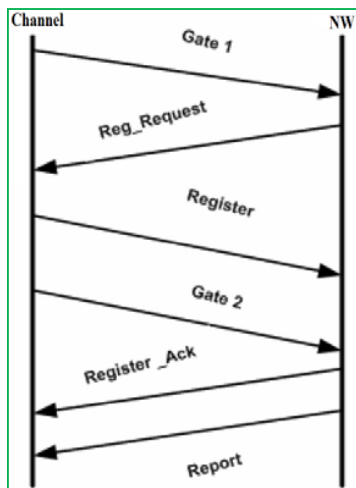 Channel NW
Gate 1
Reg_Request
Register
Gate 2
Register _Ack
Report